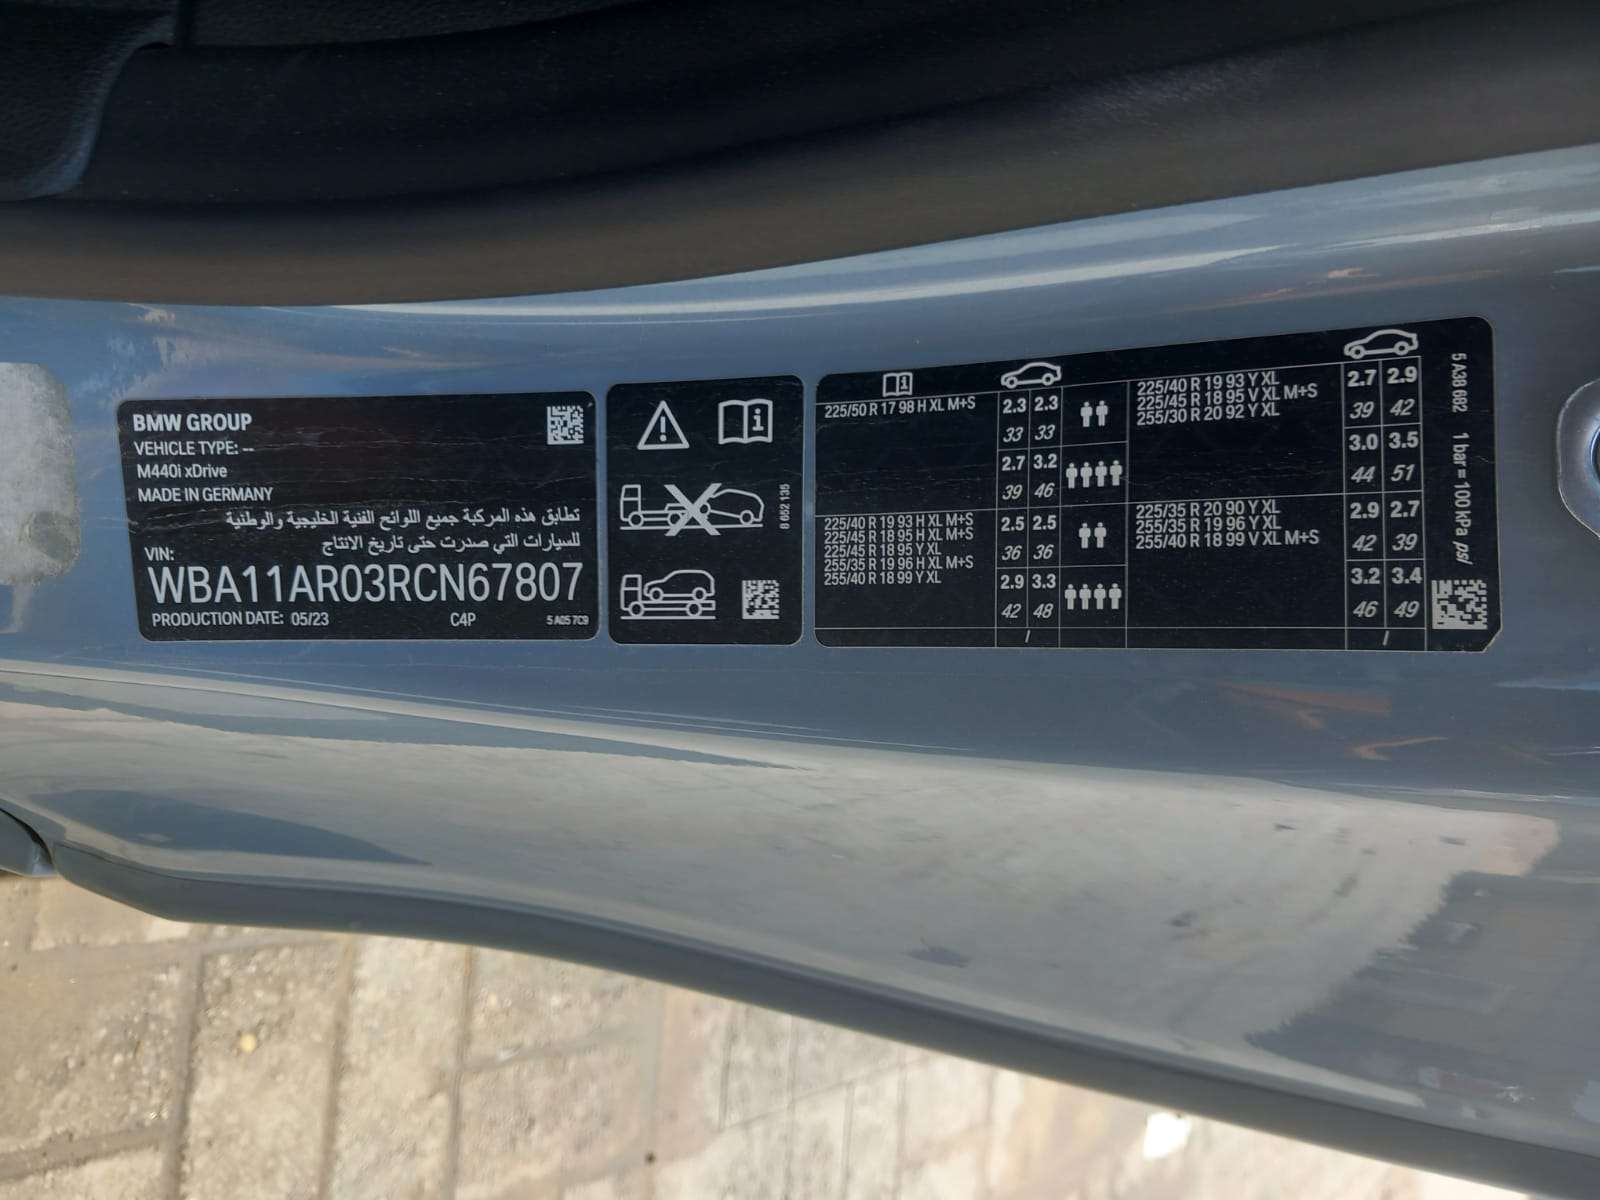 BMW GROUP
VEHICLE TYPE: --
M440i xDrive
MADE IN GERMANY
تطابق هذه المركبة جميع اللوائح الفنية الخليجية والوطنية
للسيارات التي صدرت حتى تاريخ الانتاج
VIN:
WBA11AR03RCN67807
PRODUCTION DATE: 05/23 C4P 5 A05 7C9
8 652 135
225/50 R 17 98 H XL M+S
2.3 2.3
33 33
2.7 3.2
39 46
225/40 R 19 93 H XL M+S
225/45 R 18 95 H XL M+S
225/45 R 18 95 Y XL
255/35 R 19 96 H XL M+S
255/40 R 18 99 Y XL
2.5 2.5
36 36
2.9 3.3
42 48
/
225/40 R 19 93 Y XL
225/45 R 18 95 V XL M+S
255/30 R 20 92 Y XL
2.7 2.9
39 42
3.0 3.5
44 51
225/35 R 20 90 Y XL
255/35 R 19 96 Y XL
255/40 R 18 99 V XL M+S
2.9 2.7
42 39
3.2 3.4
46 49
/
5 A38 692 1 bar = 100 kPa psi